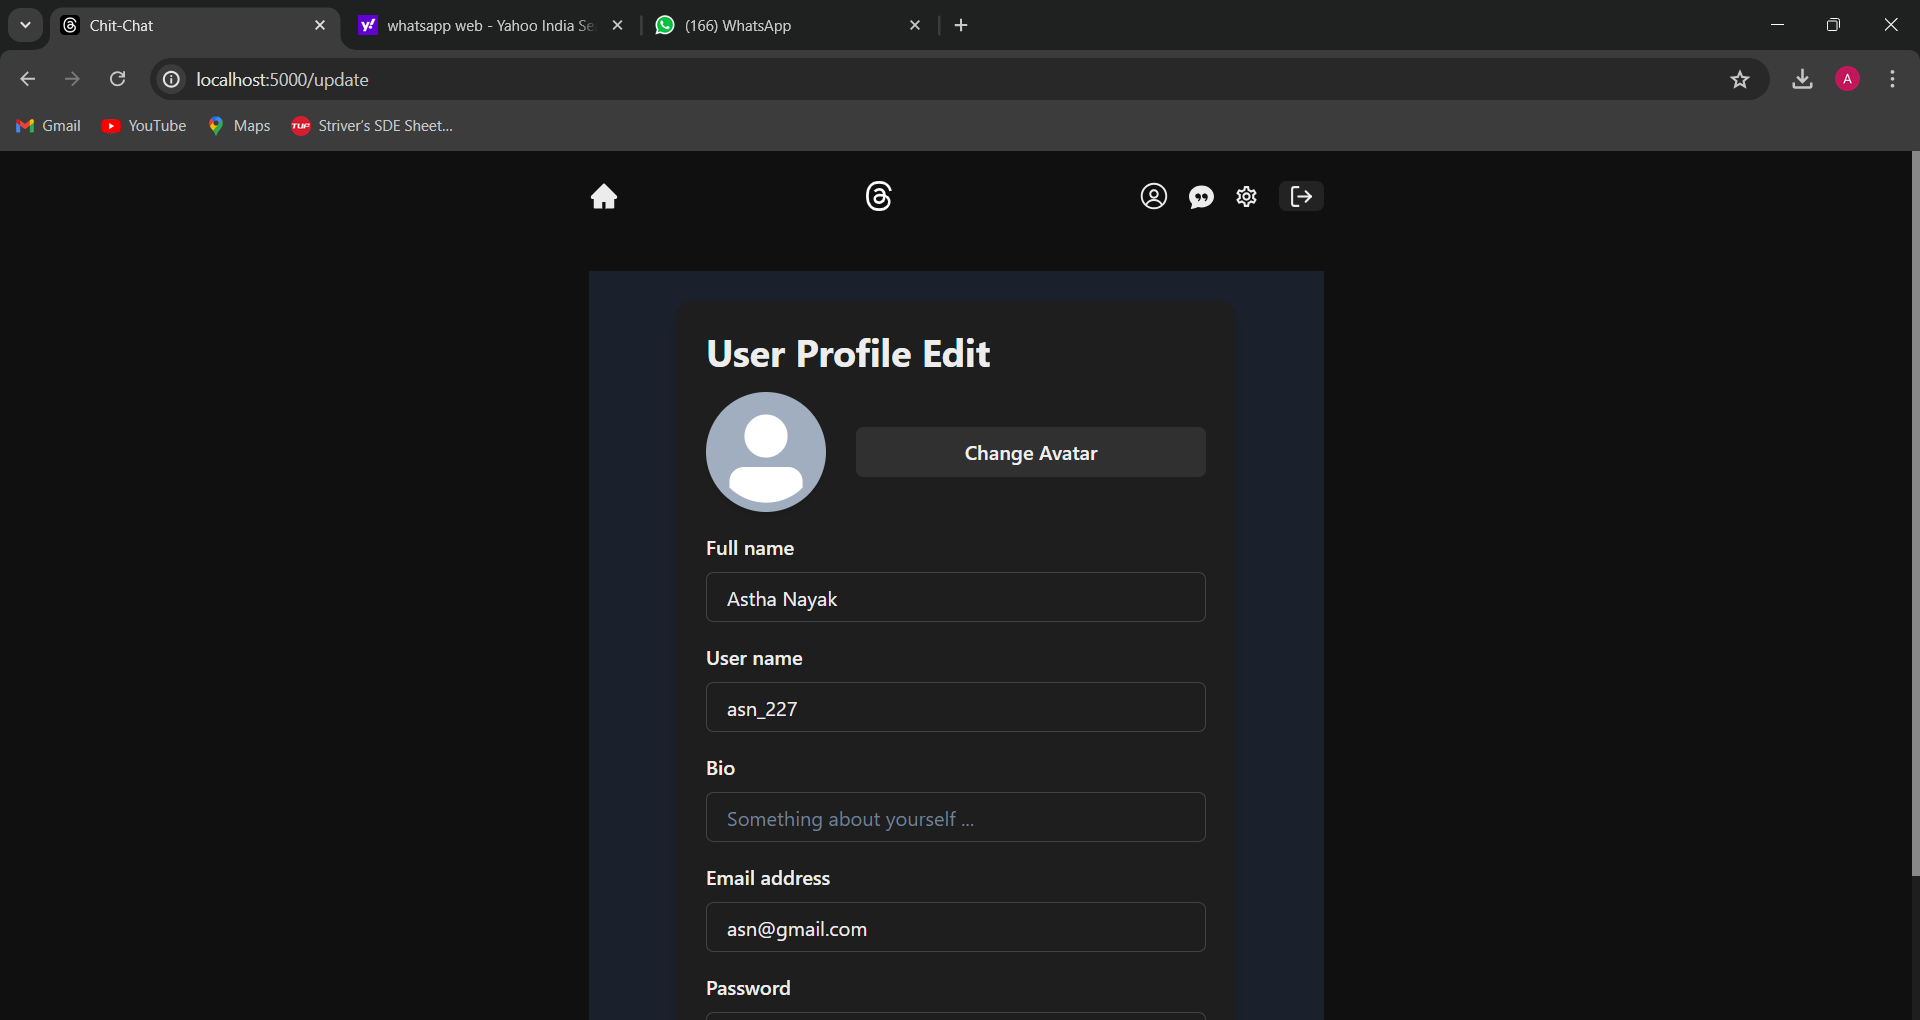 Chit-Chat
whatsapp web - Yahoo India Se
(166) WhatsApp
localhost:5000/update
A
Gmail
YouTube
Maps
TUF
Striver's SDE Sheet...
User Profile Edit
Change Avatar
Full name
Astha Nayak
User name
asn_227
Bio
Something about yourself ...
Email address
asn@gmail.com
Password